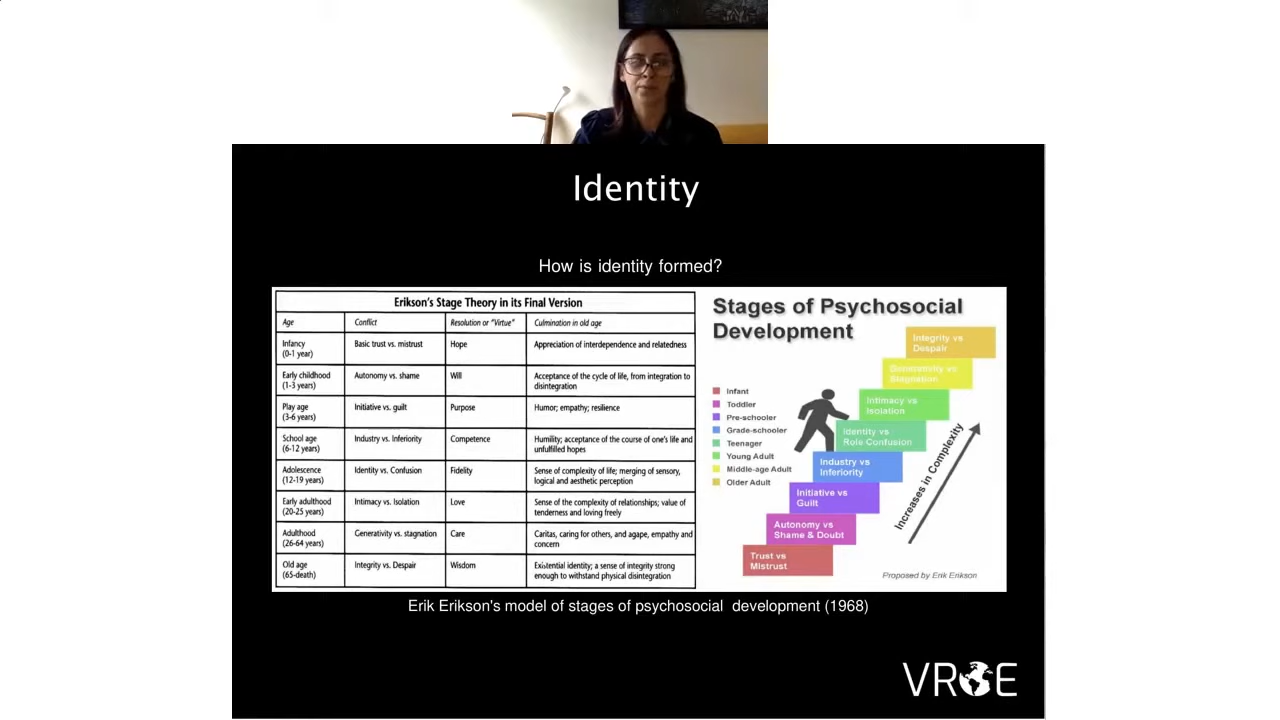 Identity
How is identity formed?
Erikson's Stage Theory in its Final Version
Age Conflict Resolution or "Virtue" Culmination in old age
Infancy
(0-1 year) Basic trust vs. mistrust Hope Appreciation of interdependence and relatedness
Early childhood
(1-3 years) Autonomy vs. shame Will Acceptance of the cycle of life, from integration to
disintegration
Play age
(3-6 years) Initiative vs. guilt Purpose Humor; empathy; resilience
School age
(6-12 years) Industry vs. Inferiority Competence Humility; acceptance of the course of one's life and
unfulfilled hopes
Adolescence
(12-19 years) Identity vs. Confusion Fidelity Sense of complexity of life; merging of sensory,
logical and aesthetic perception
Early adulthood
(20-25 years) Intimacy vs. Isolation Love Sense of the complexity of relationships; value of
tenderness and loving freely
Adulthood
(26-64 years) Generativity vs. stagnation Care Caritas, caring for others, and agape, empathy and
concern
Old age
(65-death) Integrity vs. Despair Wisdom Existential identity; a sense of integrity strong
enough to withstand physical disintegration
Stages of Psychosocial
Development
Infant
Toddler
Pre-schooler
Grade-schooler
Teenager
Young Adult
Middle-age Adult
Older Adult
Integrity vs
Despair
Generativity vs
Stagnation
Intimacy vs
Isolation
Identity vs
Role Confusion
Industry vs
Inferiority
Initiative vs
Guilt
Autonomy vs
Shame & Doubt
Trust vs
Mistrust
Increases in Complexity
Proposed by Erik Erikson
Erik Erikson's model of stages of psychosocial development (1968)
VROE